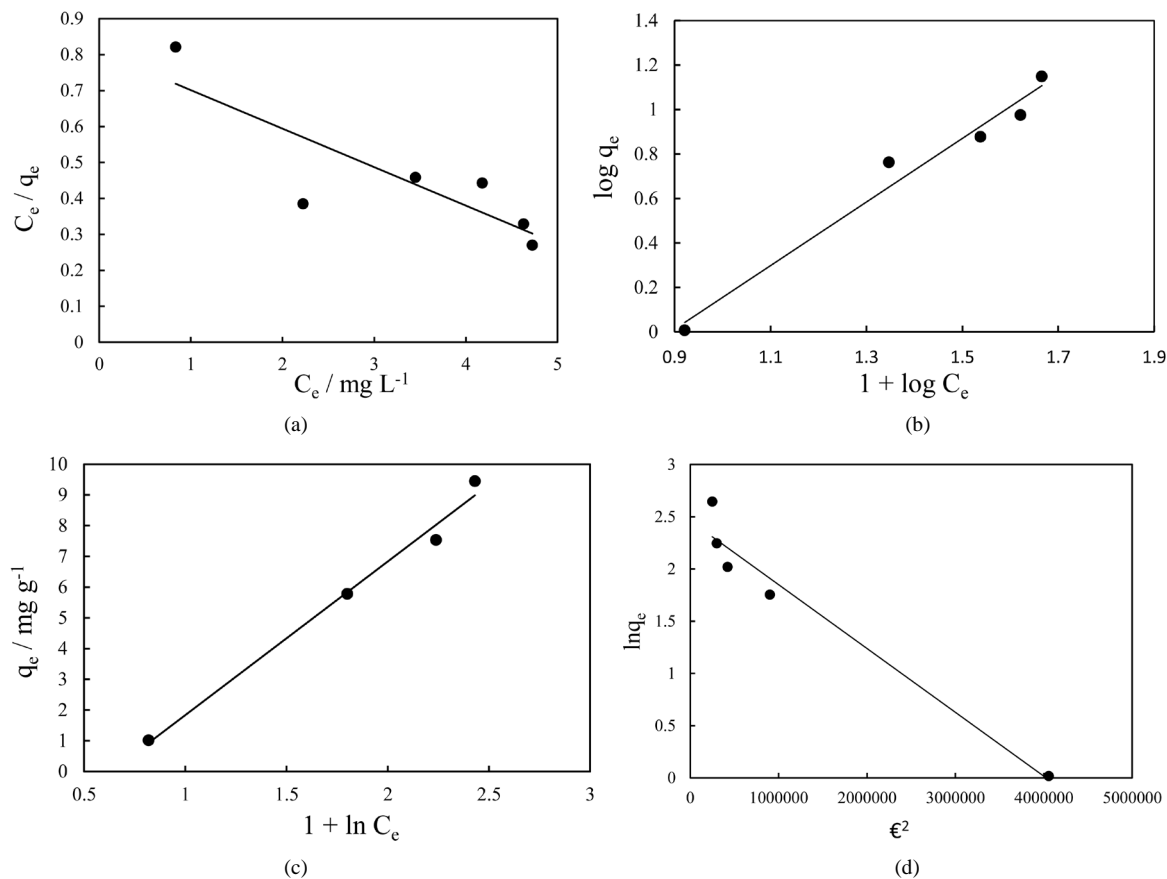 0.9
0.8
0.7
0.6
0.5
0.4
0.3
0.2
0.1
0
0 1 2 3 4 5
C_e / q_e
C_e / mg L^-1
(a)
1.4
1.2
1
0.8
0.6
0.4
0.2
0
0.9 1.1 1.3 1.5 1.7 1.9
log q_e
1 + log C_e
(b)
10
9
8
7
6
5
4
3
2
1
0
0.5 1 1.5 2 2.5 3
q_e / mg g^-1
1 + ln C_e
(c)
3
2.5
2
1.5
1
0.5
0
0 1000000 2000000 3000000 4000000 5000000
lnq_e
€²
(d)